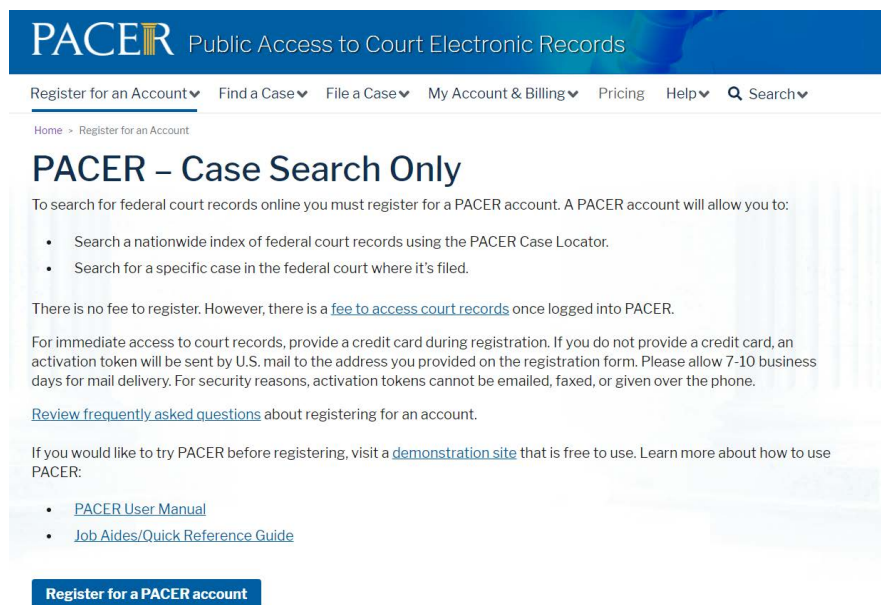 PACER Public Access to Court Electronic Records
Register for an Account Find a Case File a Case My Account & Billing Pricing Help Search
Home > Register for an Account
PACER – Case Search Only
To search for federal court records online you must register for a PACER account. A PACER account will allow you to:
• Search a nationwide index of federal court records using the PACER Case Locator.
• Search for a specific case in the federal court where it's filed.
There is no fee to register. However, there is a fee to access court records once logged into PACER.
For immediate access to court records, provide a credit card during registration. If you do not provide a credit card, an
activation token will be sent by U.S. mail to the address you provided on the registration form. Please allow 7-10 business
days for mail delivery. For security reasons, activation tokens cannot be emailed, faxed, or given over the phone.
Review frequently asked questions about registering for an account.
If you would like to try PACER before registering, visit a demonstration site that is free to use. Learn more about how to use
PACER:
• PACER User Manual
• Job Aides/Quick Reference Guide
Register for a PACER account